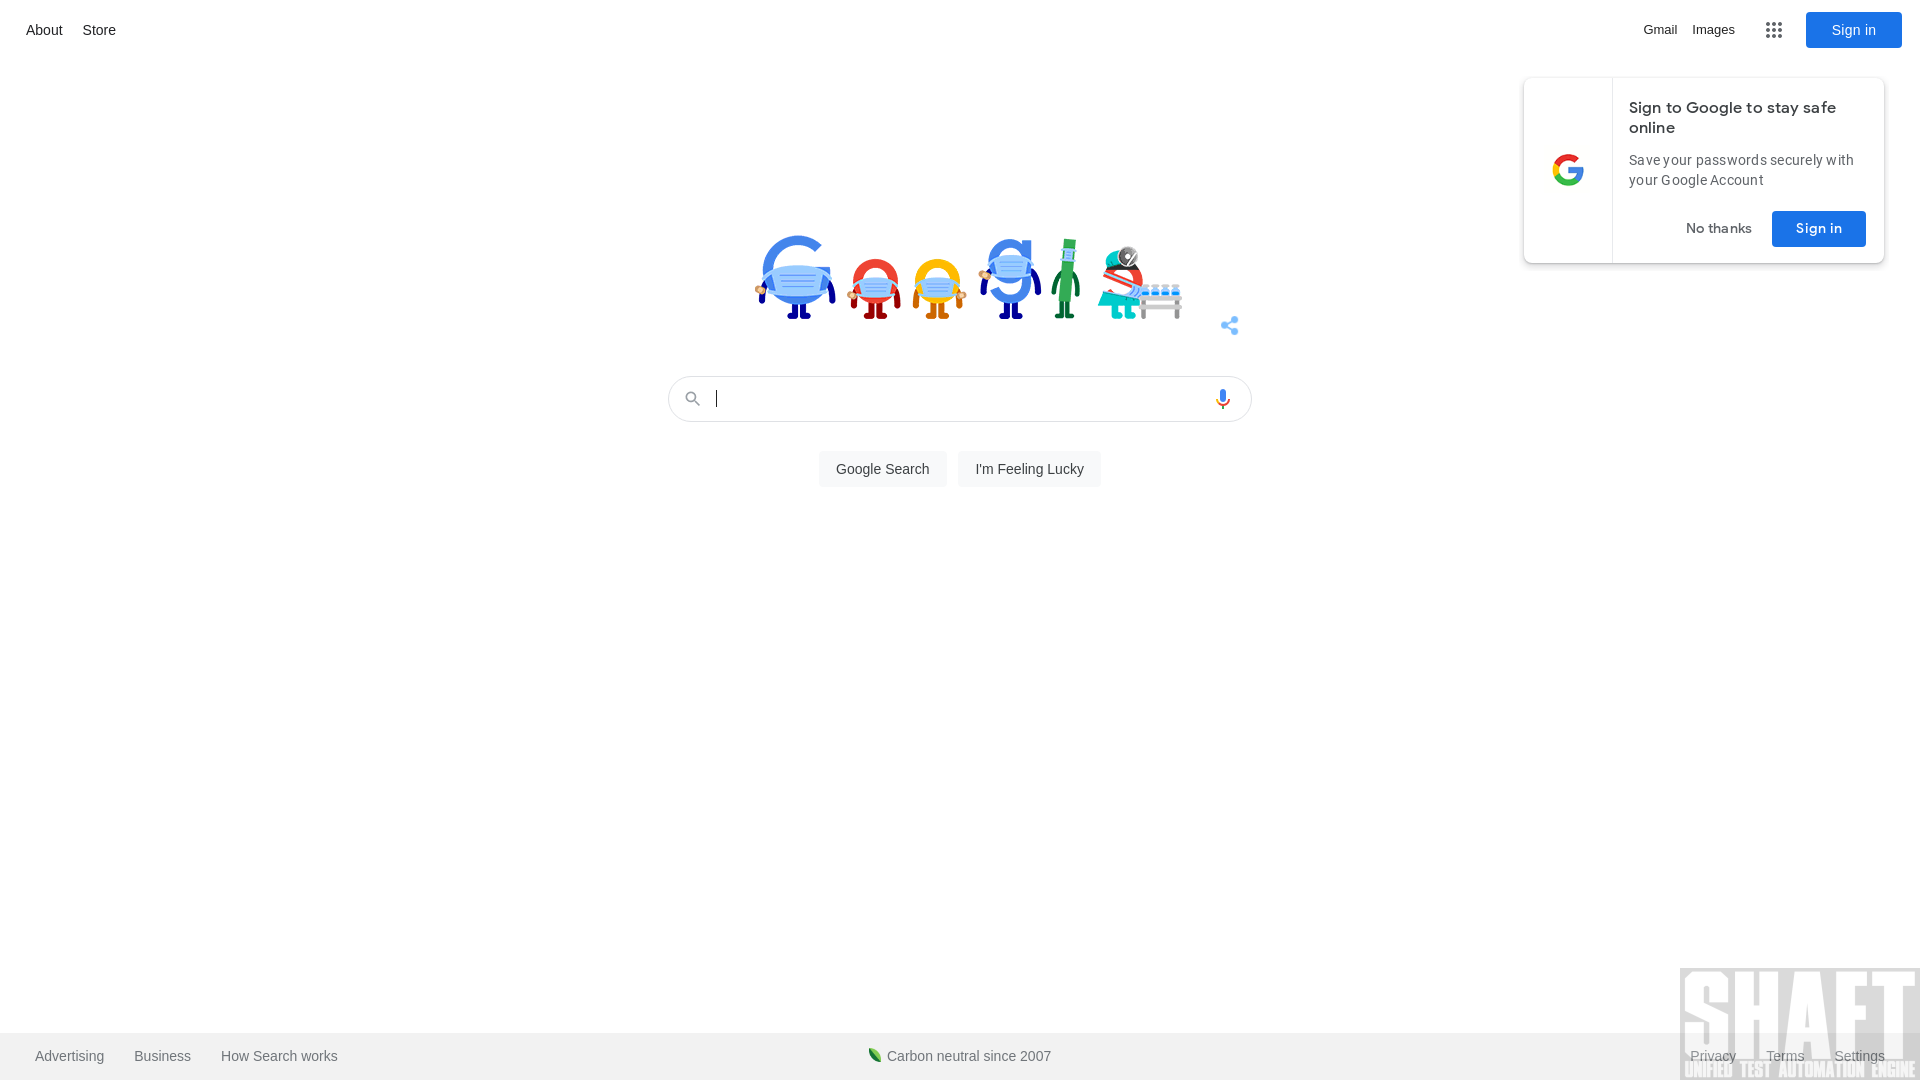 About Store
Gmail Images Sign in
Sign to Google to stay safe
online
Save your passwords securely with
your Google Account
No thanks Sign in
Google
Google Search I'm Feeling Lucky
Advertising Business How Search works
Carbon neutral since 2007
Privacy Terms Settings
SHAFT
UNIFIED TEST AUTOMATION ENGINE